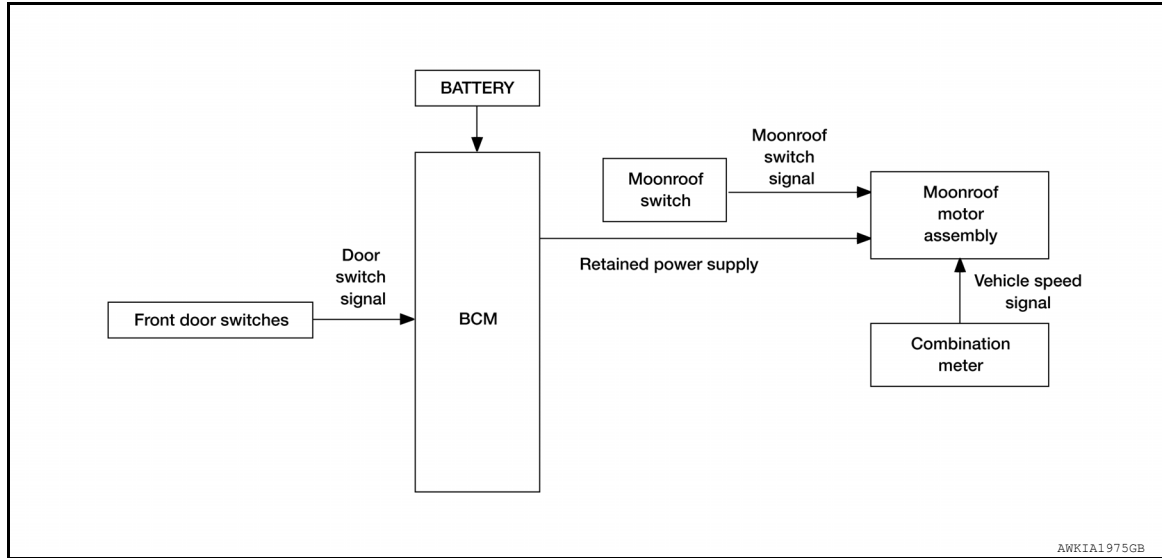 BATTERY
Moonroof
switch
signal
Moonroof
switch
Moonroof
motor
assembly
Door
switch
signal
Retained power supply
Vehicle speed
signal
Front door switches
BCM
Combination
meter
AWKIA1975GB